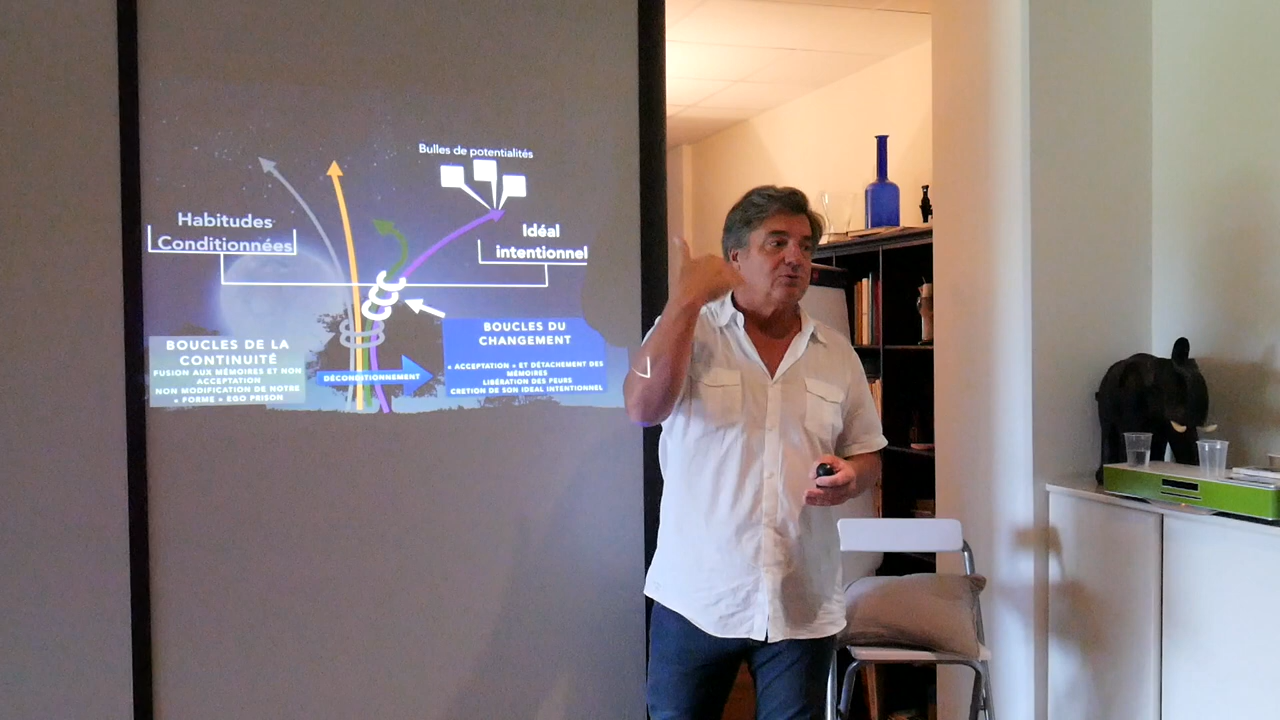 Bulles de potentialités
Habitudes
Conditionnées
Idéal
intentionnel
BOUCLES DE LA
CONTINUITÉ
FUSION AUX MÉMOIRES ET NON
ACCEPTATION
NON MODIFICATION DE NOTRE
« FORME » EGO PRISON
DÉCONDITIONNEMENT
BOUCLES DU
CHANGEMENT
« ACCEPTATION » ET DÉTACHEMENT DES
MÉMOIRES
LIBÉRATION DES PEURS
CRETION DE SON IDEAL INTENTIONNEL